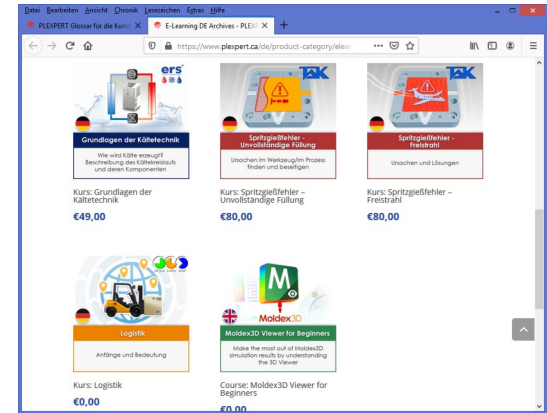 Datei Bearbeiten Ansicht Chronik Lesezeichen Extras Hilfe
PLEXPERT Glossar für die Kunst
E-Learning DE Archives - PLEX
https://www.plexpert.ca/de/product-category/elear
ers
Grundlagen der Kältetechnik
Wie wird Kälte erzeugt?
Beschreibung des Kältekreislaufs
und deren Komponenten
Kurs: Grundlagen der
Kältetechnik
€49,00
TAK
Spritzgießfehler -
Unvollständige Füllung
Ursachen im Werkzeug/im Prozess
finden und beseitigen
Kurs: Spritzgießfehler –
Unvollständige Füllung
€80,00
TAK
Spritzgießfehler -
Freistrahl
Ursachen und Lösungen
Kurs: Spritzgießfehler –
Freistrahl
€80,00
Logistik
Anfänge und Bedeutung
Kurs: Logistik
€0,00
M
Moldex3D
Moldex3D Viewer for Beginners
Make the most out of Moldex3D
simulation results by understanding
the 3D Viewer
Course: Moldex3D Viewer for
Beginners
€0,00